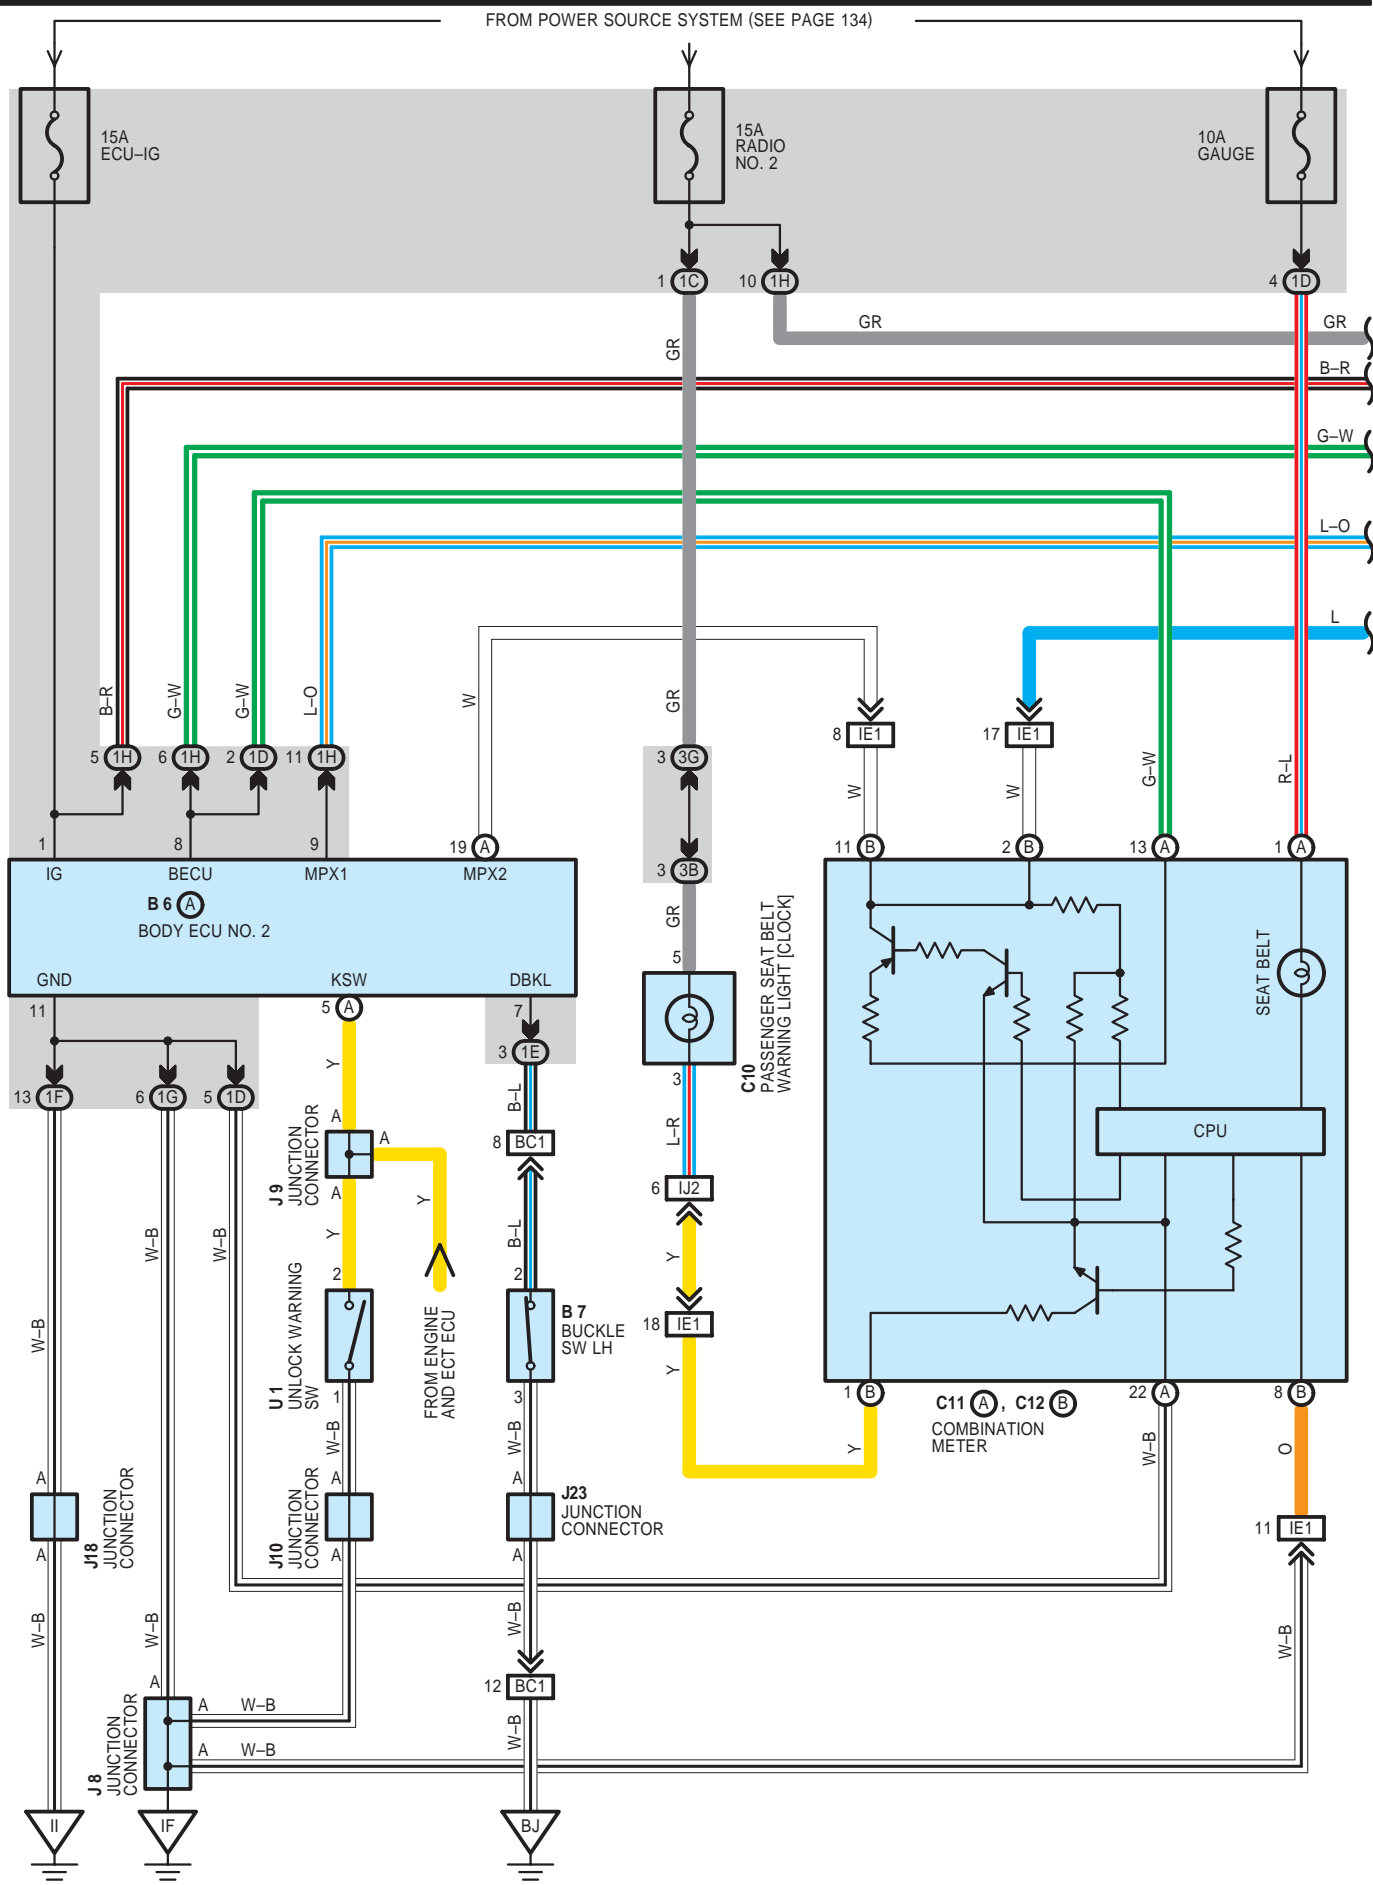 FROM POWER SOURCE SYSTEM (SEE PAGE 134)
15A
ECU–IG
15A
RADIO
NO. 2
10A
GAUGE
1 1C
10 1H
4 1D
GR
GR
GR
B–R
G–W
L–O
L
B–R
G–W
G–W
L–O
W
GR
5 1H
6 1H
2 1D
11 1H
3 3G
8 IE1
17 IE1
W
W
G–W
R–L
1
8
9
19 A
3 3B
11 B
2 B
13 A
1 A
IG
BECU
MPX1
MPX2
B 6 A
BODY ECU NO. 2
GND
KSW
DBKL
GR
5
C10
PASSENGER SEAT BELT
WARNING LIGHT [CLOCK]
3
SEAT BELT
CPU
11
5 A
7
3 1E
13 1F
6 1G
5 1D
Y
A
A
A
J 9
JUNCTION
CONNECTOR
Y
Y
B–L
8 BC1
B–L
L–R
6 IJ2
Y
18 IE1
Y
W–B
W–B
W–B
2
U 1
UNLOCK WARNING
SW
1
FROM ENGINE
AND ECT ECU
2
B 7
BUCKLE
SW LH
3
1 B
C11 A , C12 B
COMBINATION
METER
22 A
8 B
Y
W–B
O
11 IE1
W–B
W–B
A
A
J18
JUNCTION
CONNECTOR
A
A
J10
JUNCTION
CONNECTOR
A
A
J23
JUNCTION
CONNECTOR
W–B
W–B
W–B
W–B
12 BC1
W–B
A
A W–B
A W–B
J 8
JUNCTION
CONNECTOR
II
IF
BJ